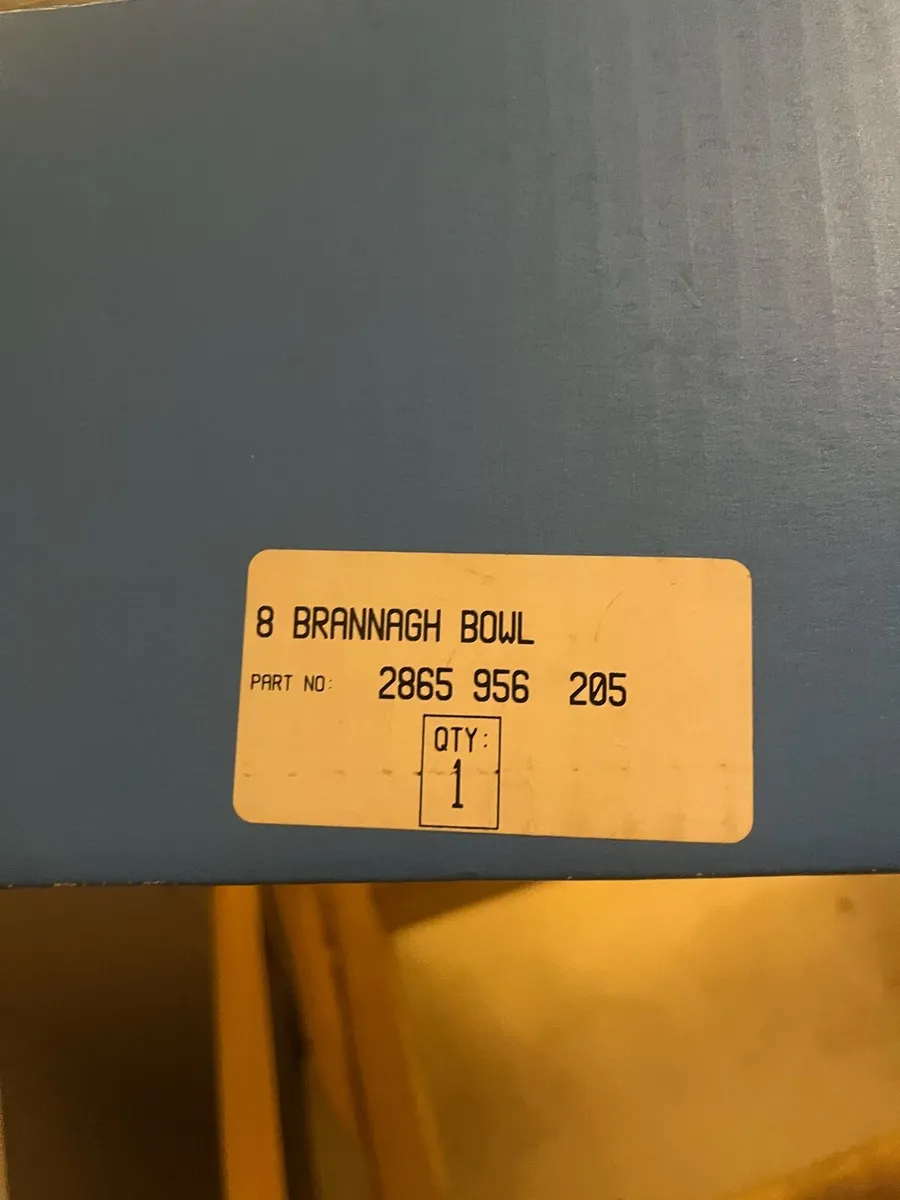 8 BRANNAGH BOWL
PART NO: 2865 956 205
QTY:
1